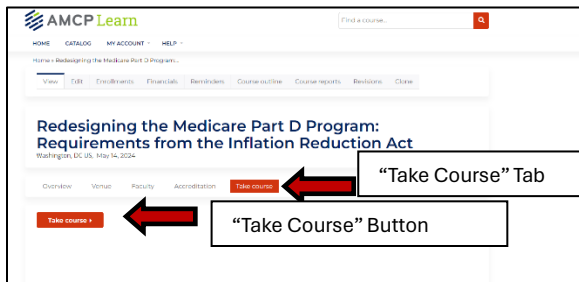 AMCP Learn
Find a course...
HOME CATALOG MY ACCOUNT HELP
Home » Redesigning the Medicare Part D Program...
View Edit Enrollments Financials Reminders Course outline Course reports Revisions Clone
Redesigning the Medicare Part D Program:
Requirements from the Inflation Reduction Act
Washington, DC US, May 14, 2024
Overview Venue Faculty Accreditation Take course
“Take Course” Tab
Take course ›
“Take Course” Button